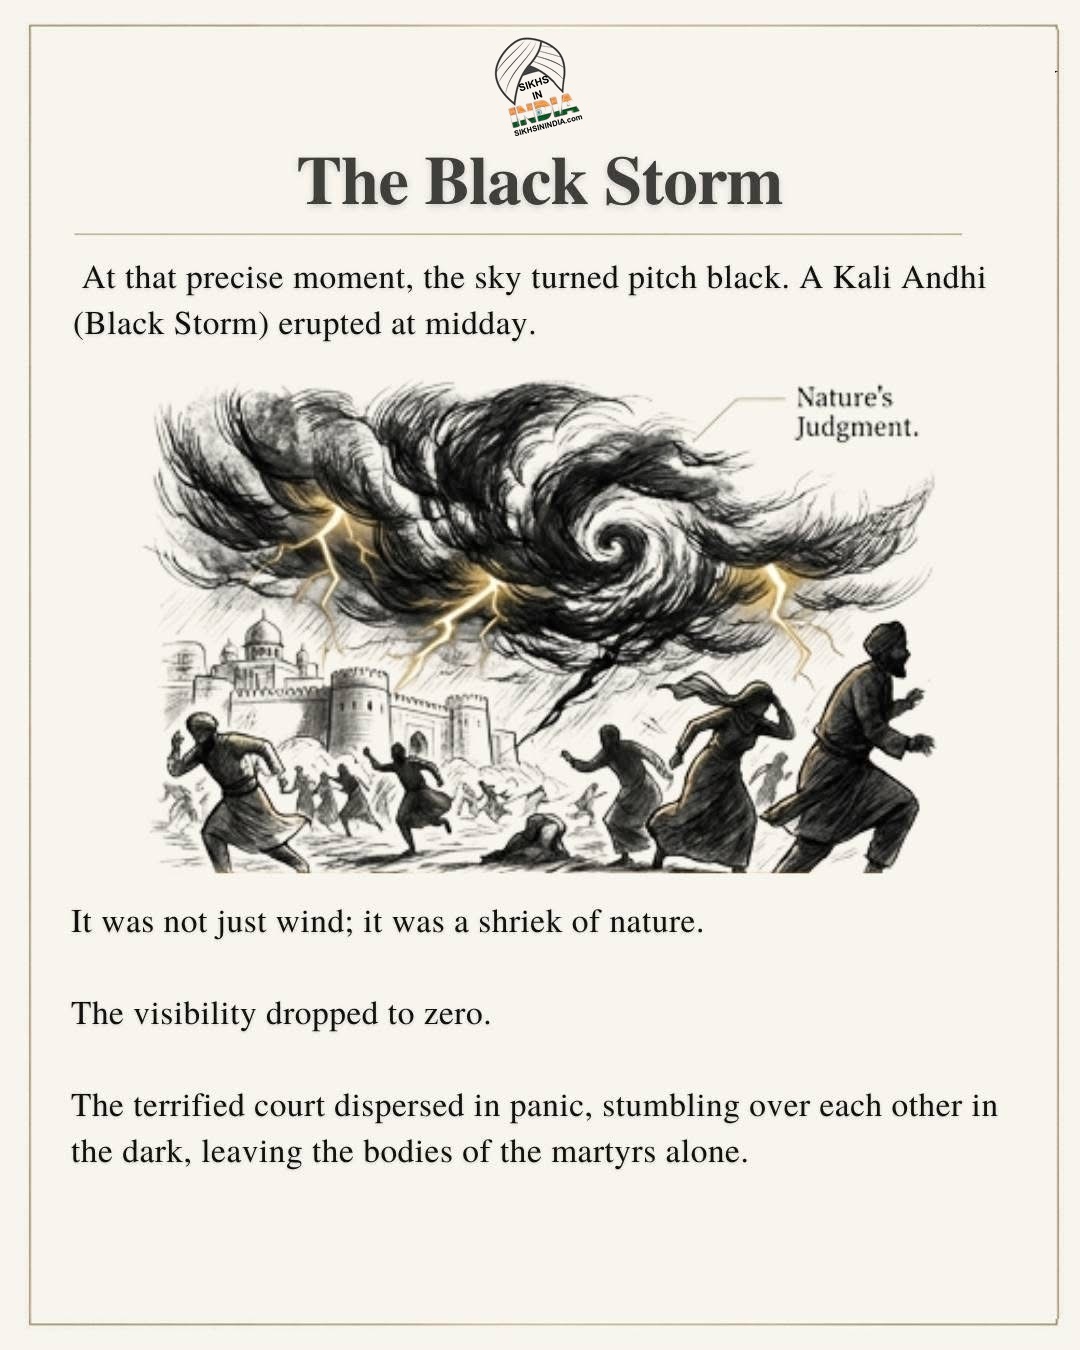 SIKHS
IN
INDIA
SIKHSININDIA.com
The Black Storm
At that precise moment, the sky turned pitch black. A Kali Andhi
(Black Storm) erupted at midday.
Nature's
Judgment.
It was not just wind; it was a shriek of nature.
The visibility dropped to zero.
The terrified court dispersed in panic, stumbling over each other in
the dark, leaving the bodies of the martyrs alone.